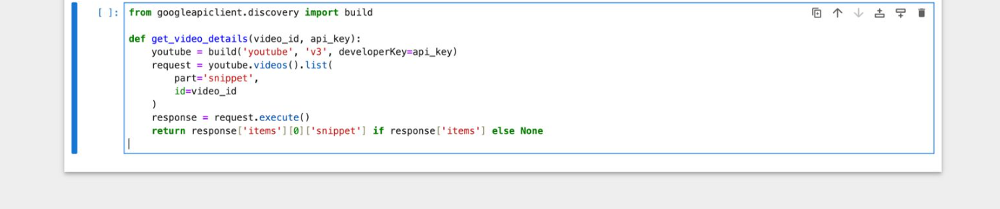 [ ]: from googleapiclient.discovery import build

def get_video_details(video_id, api_key):
    youtube = build('youtube', 'v3', developerKey=api_key)
    request = youtube.videos().list(
        part='snippet',
        id=video_id
    )
    response = request.execute()
    return response['items'][0]['snippet'] if response['items'] else None